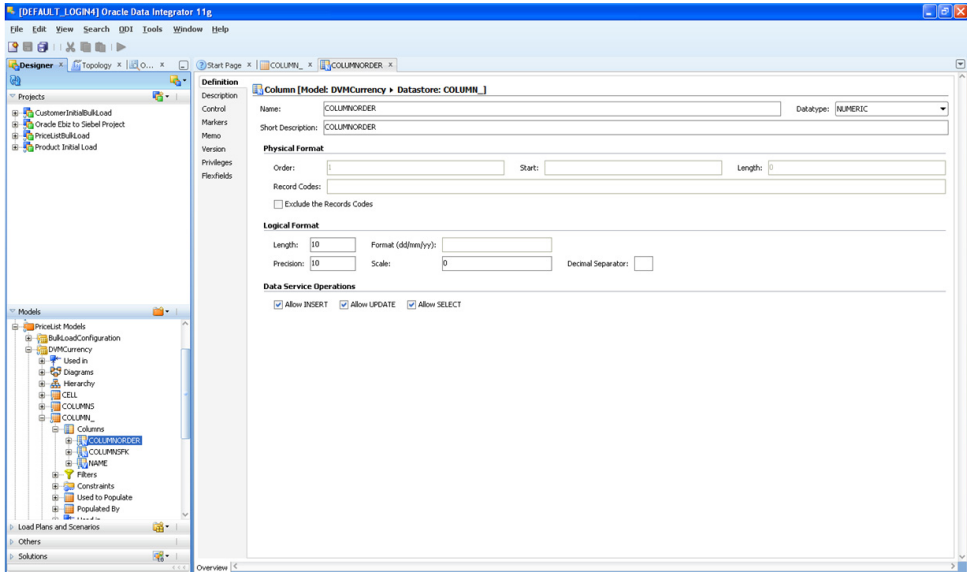 [DEFAULT_LOGIN4] Oracle Data Integrator 11g
File Edit View Search ODI Tools Window Help
Designer x Topology x O... x
Start Page x COLUMN_ x COLUMNORDER x
Projects
CustomerInitialBulkLoad
Oracle Ebiz to Siebel Project
PriceListBulkLoad
Product Initial Load
Models
PriceList Models
BulkLoadConfiguration
DVMCurrency
Used in
Diagrams
Hierarchy
CELL
COLUMNS
COLUMN_
Columns
COLUMNORDER
COLUMNSFK
NAME
Filters
Constraints
Used to Populate
Populated By
Used in
Load Plans and Scenarios
Others
Solutions
Definition
Description
Control
Markers
Memo
Version
Privileges
Flexfields
Column [Model: DVMCurrency ▸ Datastore: COLUMN_]
Name: COLUMNORDER Datatype: NUMERIC
Short Description: COLUMNORDER
Physical Format
Order: 1 Start: Length: 0
Record Codes:
Exclude the Records Codes
Logical Format
Length: 10 Format (dd/mm/yy):
Precision: 10 Scale: 0 Decimal Separator:
Data Service Operations
Allow INSERT Allow UPDATE Allow SELECT
Overview